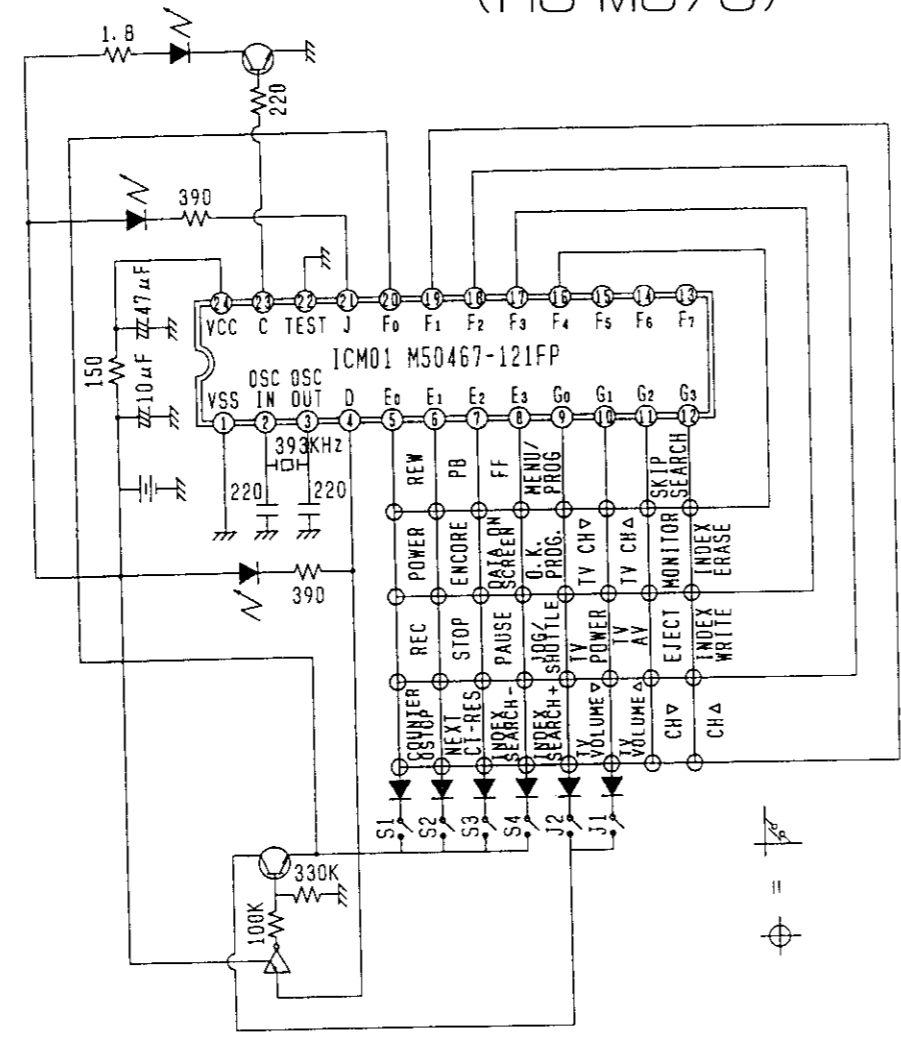 (RG-M676)
1.8
220
390
47µF
150
10µF
24 23 22 21 20 19 18 17 16 15 14 13
VCC C TEST J F0 F1 F2 F3 F4 F5 F6 F7
ICM01 M50467-121FP
VSS OSC IN OSC OUT D E0 E1 E2 E3 G0 G1 G2 G3
1 2 3 4 5 6 7 8 9 10 11 12
393KHz
220 220
390
REW PB FF MENU/PROG SKIP SEARCH
POWER ENCORE DATA ON SCREEN O.K. PROG. TV CH▽ TV CH△ MONITOR INDEX ERASE
REC STOP PAUSE JOG/SHUTTLE TV POWER TV AV EJECT INDEX WRITE
COUNTER 0STOP NEXT CT-RES INDEX SEARCH- INDEX SEARCH+ TV VOLUME▽ TV VOLUME△ CH▽ CH△
S1 S2 S3 S4 J2 J1
330K
100K
=